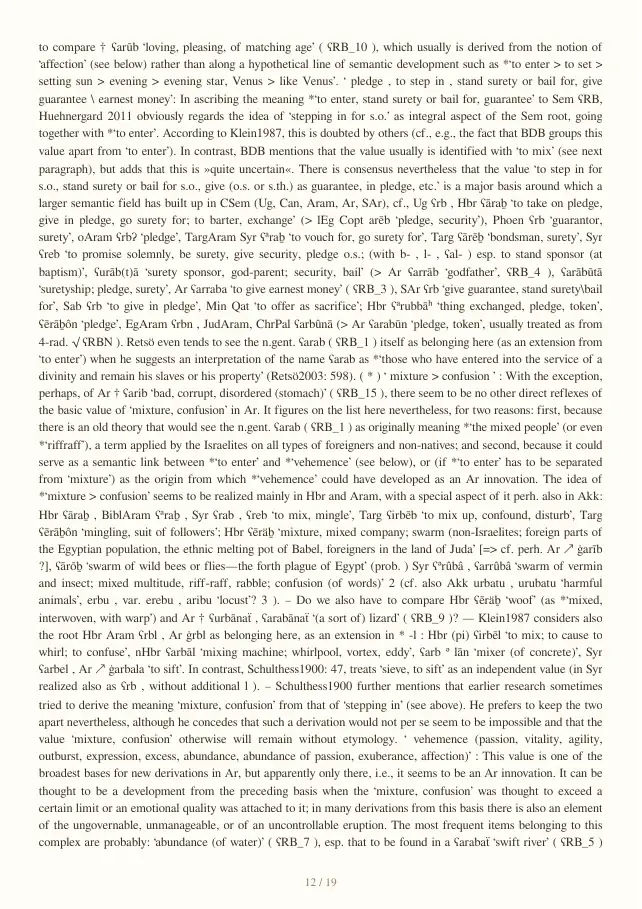 to compare † ʕarūb ‘loving, pleasing, of matching age’ ( ʕRB_10 ), which usually is derived from the notion of
‘affection’ (see below) rather than along a hypothetical line of semantic development such as *‘to enter > to set >
setting sun > evening > evening star, Venus > like Venus’. ‘ pledge , to step in , stand surety or bail for, give
guarantee \ earnest money’: In ascribing the meaning *‘to enter, stand surety or bail for, guarantee’ to Sem ʕRB,
Huehnergard 2011 obviously regards the idea of ‘stepping in for s.o.’ as integral aspect of the Sem root, going
together with *‘to enter’. According to Klein1987, this is doubted by others (cf., e.g., the fact that BDB groups this
value apart from ‘to enter’). In contrast, BDB mentions that the value usually is identified with ‘to mix’ (see next
paragraph), but adds that this is »quite uncertain«. There is consensus nevertheless that the value ‘to step in for
s.o., stand surety or bail for s.o., give (o.s. or s.th.) as guarantee, in pledge, etc.’ is a major basis around which a
larger semantic field has built up in CSem (Ug, Can, Aram, Ar, SAr), cf., Ug ʕrb , Hbr ʕāraḇ ‘to take on pledge,
give in pledge, go surety for; to barter, exchange’ (> lEg Copt arēb ‘pledge, security’), Phoen ʕrb ‘guarantor,
surety’, oAram ʕrbʔ ‘pledge’, TargAram Syr ʕᵃraḇ ‘to vouch for, go surety for’, Targ ʕārēḇ ‘bondsman, surety’, Syr
ʕreb ‘to promise solemnly, be surety, give security, pledge o.s.; (with b- , l- , ʕal- ) esp. to stand sponsor (at
baptism)’, ʕurāb(t)ā ‘surety sponsor, god-parent; security, bail’ (> Ar ʕarrāb ‘godfather’, ʕRB_4 ), ʕarābūtā
‘suretyship; pledge, surety’, Ar ʕarraba ‘to give earnest money’ ( ʕRB_3 ), SAr ʕrb ‘give guarantee, stand surety\bail
for’, Sab ʕrb ‘to give in pledge’, Min Qat ‘to offer as sacrifice’; Hbr ʕᵃrubbāʰ ‘thing exchanged, pledge, token’,
ʕērāḇôn ‘pledge’, EgAram ʕrbn , JudAram, ChrPal ʕarbūnā (> Ar ʕarabūn ‘pledge, token’, usually treated as from
4-rad. √ʕRBN ). Retsö even tends to see the n.gent. ʕarab ( ʕRB_1 ) itself as belonging here (as an extension from
‘to enter’) when he suggests an interpretation of the name ʕarab as *‘those who have entered into the service of a
divinity and remain his slaves or his property’ (Retsö2003: 598). ( * ) ‘ mixture > confusion ’ : With the exception,
perhaps, of Ar † ʕarib ‘bad, corrupt, disordered (stomach)’ ( ʕRB_15 ), there seem to be no other direct reflexes of
the basic value of ‘mixture, confusion’ in Ar. It figures on the list here nevertheless, for two reasons: first, because
there is an old theory that would see the n.gent. ʕarab ( ʕRB_1 ) as originally meaning *‘the mixed people’ (or even
*‘riffraff’), a term applied by the Israelites on all types of foreigners and non-natives; and second, because it could
serve as a semantic link between *‘to enter’ and *‘vehemence’ (see below), or (if *‘to enter’ has to be separated
from ‘mixture’) as the origin from which *‘vehemence’ could have developed as an Ar innovation. The idea of
*‘mixture > confusion’ seems to be realized mainly in Hbr and Aram, with a special aspect of it perh. also in Akk:
Hbr ʕāraḇ , BiblAram ʕᵃraḇ , Syr ʕrab , ʕreb ‘to mix, mingle’, Targ ʕirbēb ‘to mix up, confound, disturb’, Targ
ʕērāḇôn ‘mingling, suit of followers’; Hbr ʕēräḇ ‘mixture, mixed company; swarm (non-Israelites; foreign parts of
the Egyptian population, the ethnic melting pot of Babel, foreigners in the land of Juda’ [=> cf. perh. Ar ↗ ġarīb
?], ʕārōḇ ‘swarm of wild bees or flies—the forth plague of Egypt’ (prob. ) Syr ʕᵃrûbâ , ʕarrûbâ ‘swarm of vermin
and insect; mixed multitude, riff-raff, rabble; confusion (of words)’ 2 (cf. also Akk urbatu , urubatu ‘harmful
animals’, erbu , var. erebu , aribu ‘locust’? 3 ). – Do we also have to compare Hbr ʕēräḇ ‘woof’ (as *‘mixed,
interwoven, with warp’) and Ar † ʕurbānaẗ , ʕarabānaẗ ‘(a sort of) lizard’ ( ʕRB_9 )? — Klein1987 considers also
the root Hbr Aram ʕrbl , Ar ġrbl as belonging here, as an extension in * -l : Hbr (pi) ʕirbēl ‘to mix; to cause to
whirl; to confuse’, nHbr ʕarbāl ‘mixing machine; whirlpool, vortex, eddy’, ʕarb ᵃ lān ‘mixer (of concrete)’, Syr
ʕarbel , Ar ↗ ġarbala ‘to sift’. In contrast, Schulthess1900: 47, treats ‘sieve, to sift’ as an independent value (in Syr
realized also as ʕrb , without additional l ). – Schulthess1900 further mentions that earlier research sometimes
tried to derive the meaning ‘mixture, confusion’ from that of ‘stepping in’ (see above). He prefers to keep the two
apart nevertheless, although he concedes that such a derivation would not per se seem to be impossible and that the
value ‘mixture, confusion’ otherwise will remain without etymology. ‘ vehemence (passion, vitality, agility,
outburst, expression, excess, abundance, abundance of passion, exuberance, affection)’ : This value is one of the
broadest bases for new derivations in Ar, but apparently only there, i.e., it seems to be an Ar innovation. It can be
thought to be a development from the preceding basis when the ‘mixture, confusion’ was thought to exceed a
certain limit or an emotional quality was attached to it; in many derivations from this basis there is also an element
of the ungovernable, unmanageable, or of an uncontrollable eruption. The most frequent items belonging to this
complex are probably: ‘abundance (of water)’ ( ʕRB_7 ), esp. that to be found in a ʕarabaẗ ‘swift river’ ( ʕRB_5 )
12 / 19